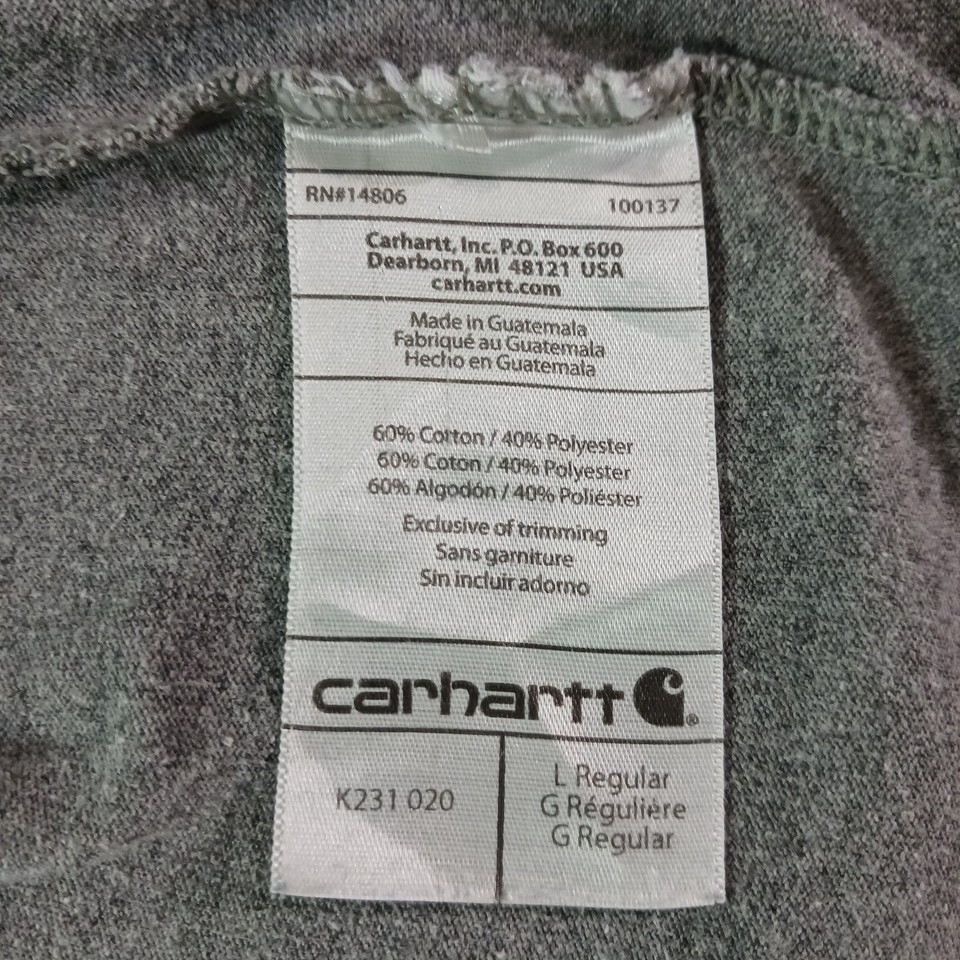 RN#14806 100137
Carhartt, Inc. P.O. Box 600
Dearborn, MI 48121 USA
carhartt.com
Made in Guatemala
Fabriqué au Guatemala
Hecho en Guatemala
60% Cotton / 40% Polyester
60% Coton / 40% Polyester
60% Algodón / 40% Poliéster
Exclusive of trimming
Sans garniture
Sin incluir adorno
carhartt ®
K231 020
L Regular
G Régulière
G Regular